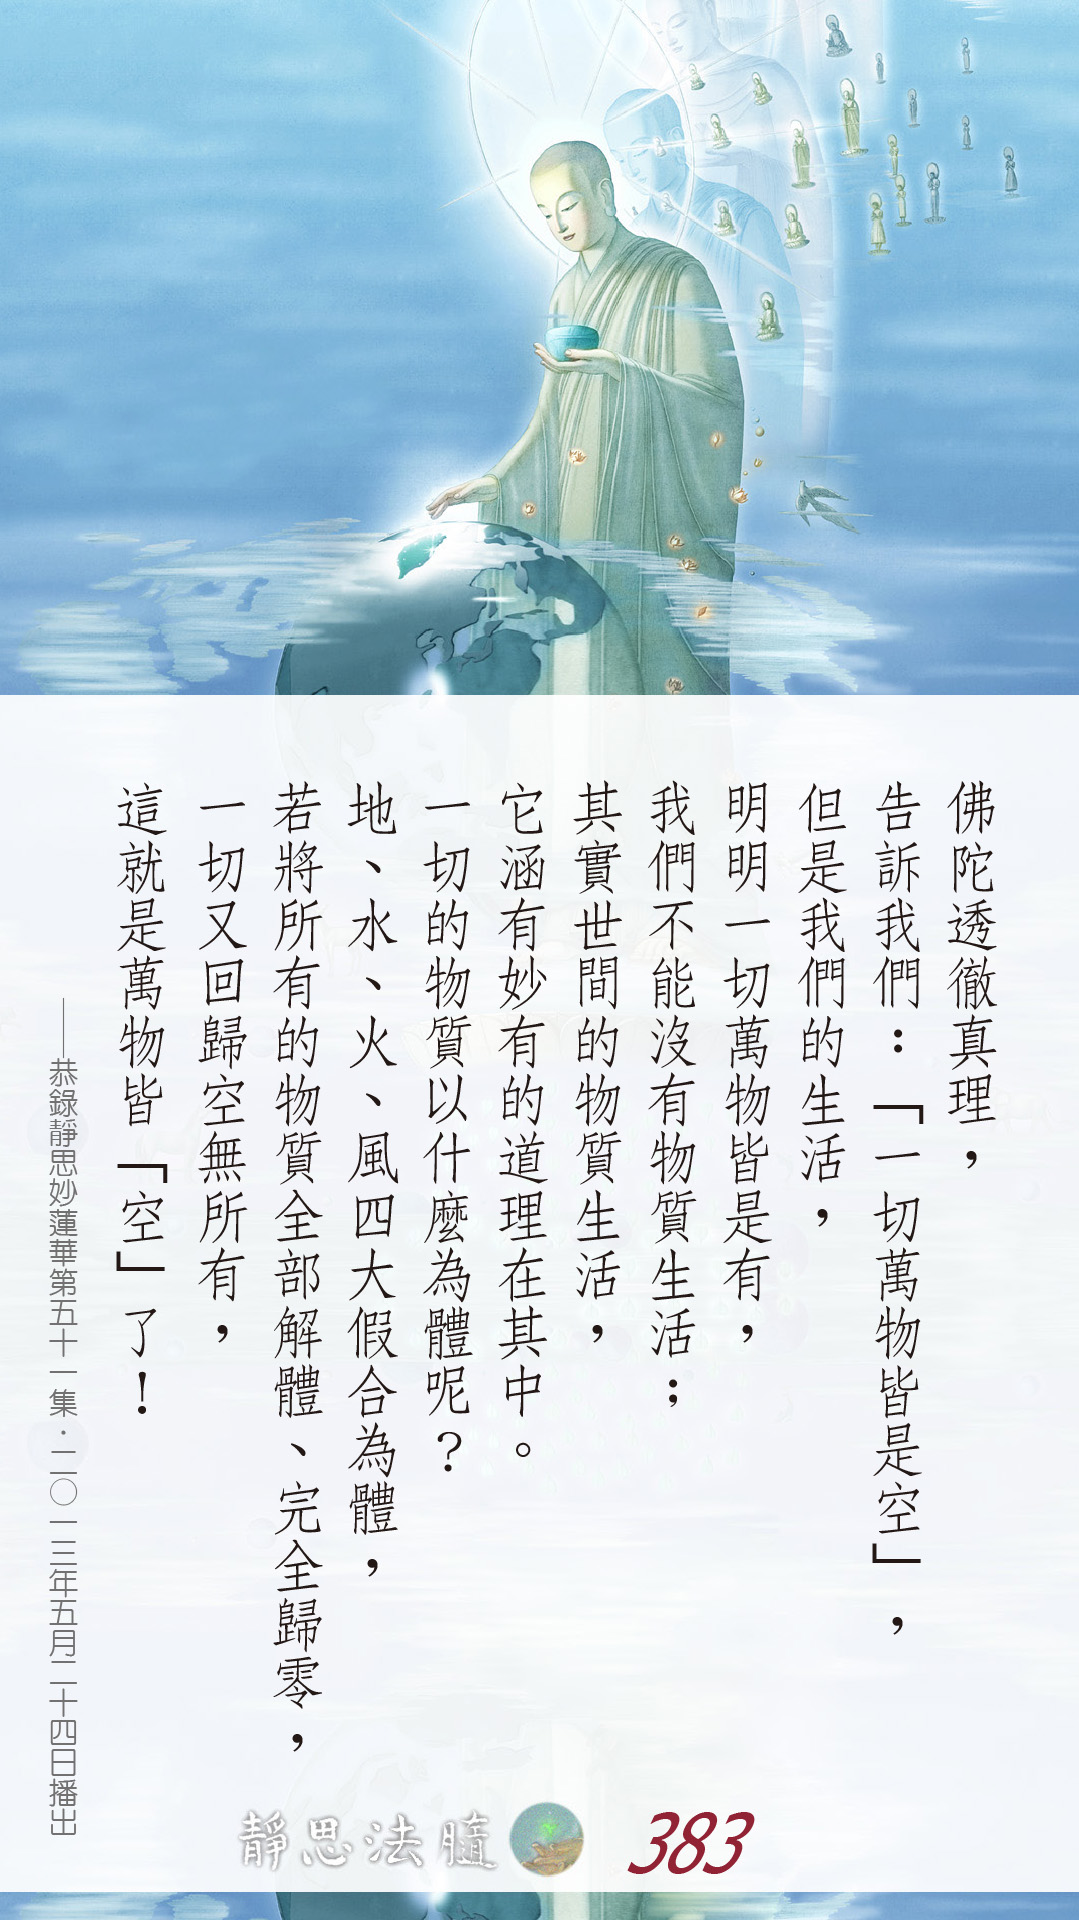 佛陀透徹真理，
告訴我們：「一切萬物皆是空」，
但是我們的生活，
明明一切萬物皆是有，
我們不能沒有物質生活；
其實世間的物質生活，
它涵有妙有的道理在其中。
一切的物質以什麼為體呢？
地、水、火、風四大假合為體，
若將所有的物質全部解體、完全歸零，
一切又回歸空無所有，
這就是萬物皆「空」了！
——恭錄靜思妙蓮華第五十一集·二〇一三年五月二十四日播出
靜思法髓 383